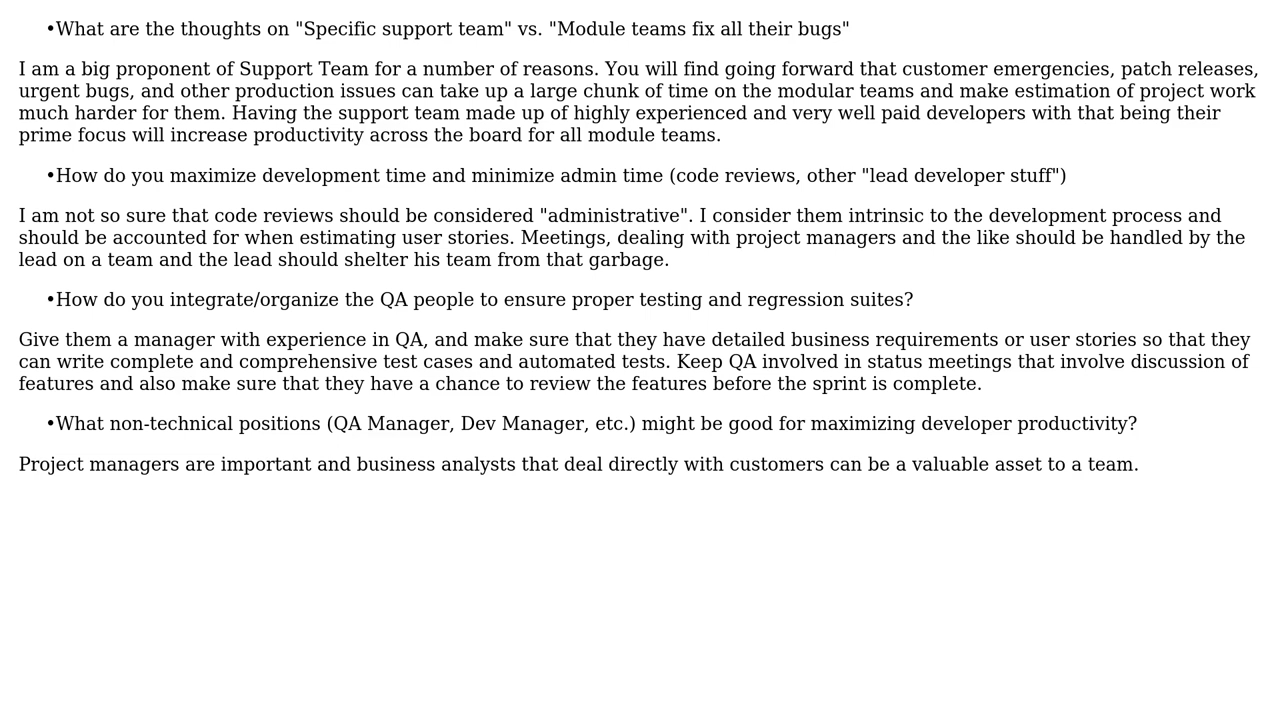 •What are the thoughts on "Specific support team" vs. "Module teams fix all their bugs"
I am a big proponent of Support Team for a number of reasons. You will find going forward that customer emergencies, patch releases,
urgent bugs, and other production issues can take up a large chunk of time on the modular teams and make estimation of project work
much harder for them. Having the support team made up of highly experienced and very well paid developers with that being their
prime focus will increase productivity across the board for all module teams.
•How do you maximize development time and minimize admin time (code reviews, other "lead developer stuff")
I am not so sure that code reviews should be considered "administrative". I consider them intrinsic to the development process and
should be accounted for when estimating user stories. Meetings, dealing with project managers and the like should be handled by the
lead on a team and the lead should shelter his team from that garbage.
•How do you integrate/organize the QA people to ensure proper testing and regression suites?
Give them a manager with experience in QA, and make sure that they have detailed business requirements or user stories so that they
can write complete and comprehensive test cases and automated tests. Keep QA involved in status meetings that involve discussion of
features and also make sure that they have a chance to review the features before the sprint is complete.
•What non-technical positions (QA Manager, Dev Manager, etc.) might be good for maximizing developer productivity?
Project managers are important and business analysts that deal directly with customers can be a valuable asset to a team.